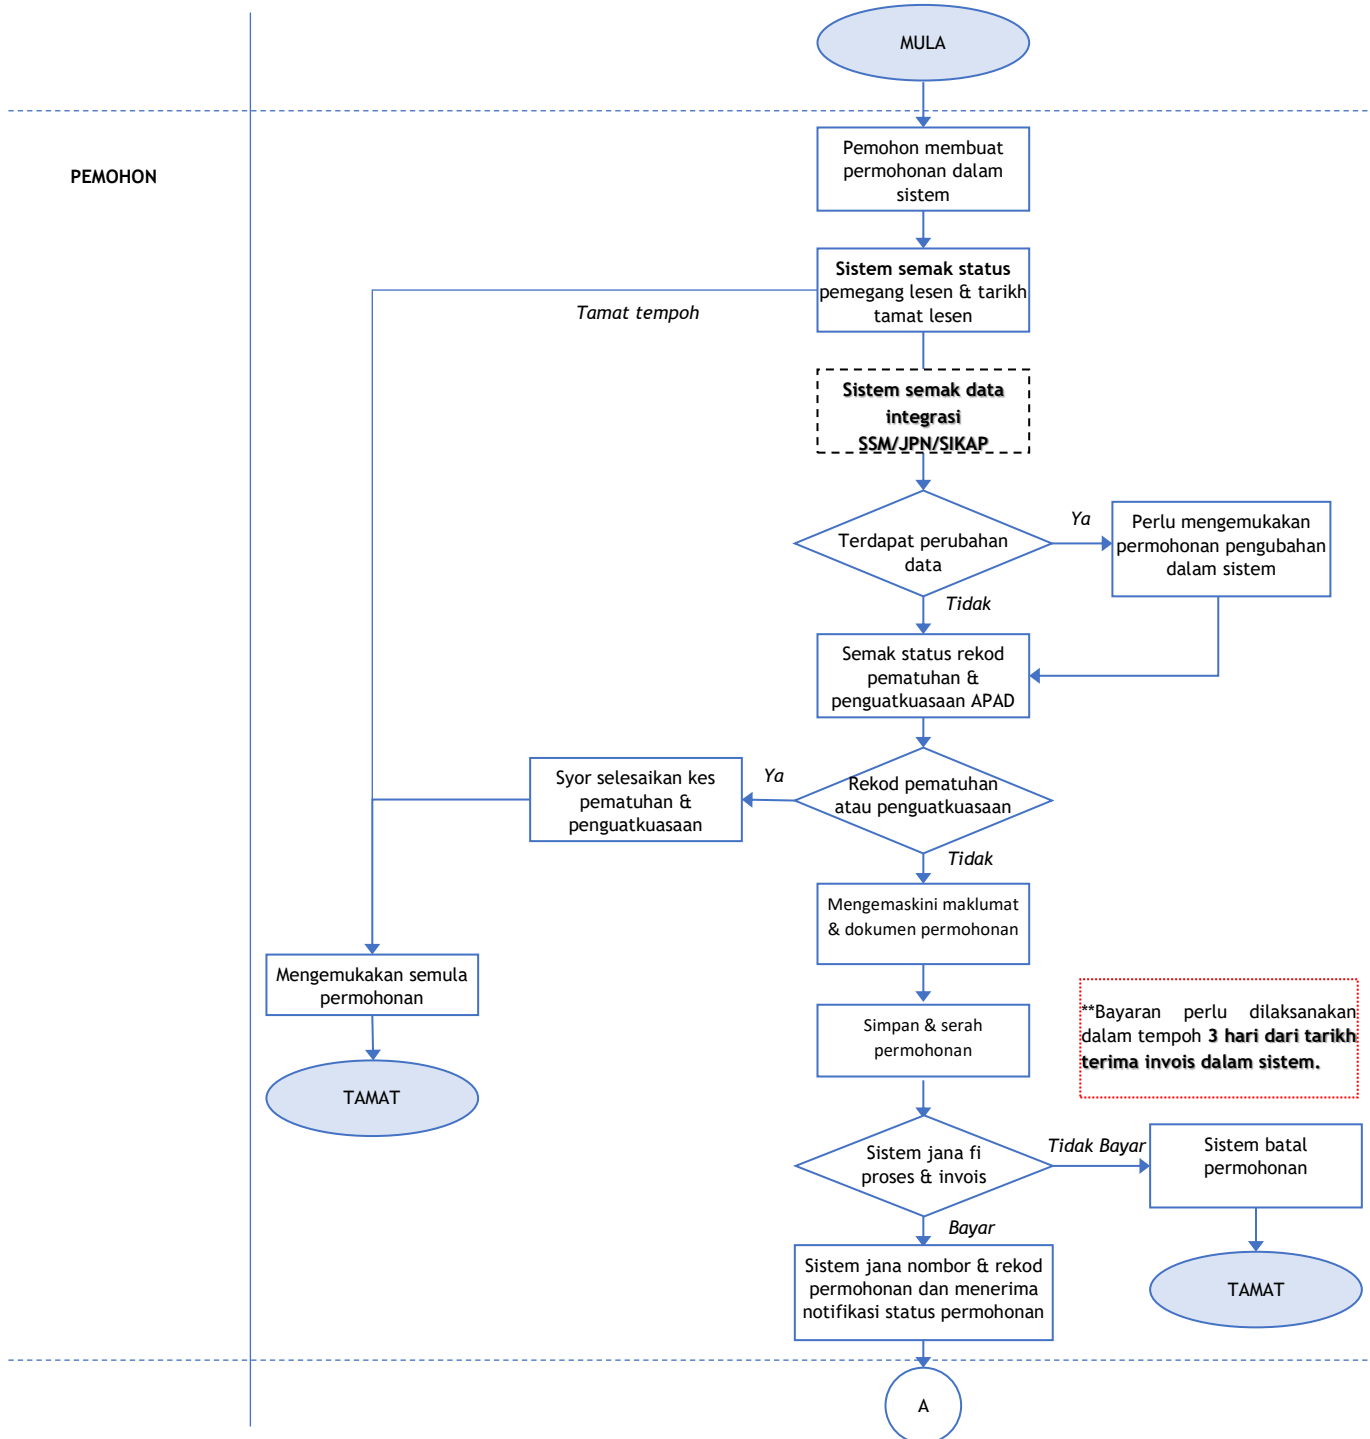 MULA
PEMOHON
Pemohon membuat
permohonan dalam
sistem
Sistem semak status
pemegang lesen & tarikh
tamat lesen
Tamat tempoh
Sistem semak data
integrasi
SSM/JPN/SIKAP
Terdapat perubahan
data
Ya
Perlu mengemukakan
permohonan pengubahan
dalam sistem
Tidak
Semak status rekod
pematuhan &
penguatkuasaan APAD
Rekod pematuhan
atau penguatkuasaan
Ya
Syor selesaikan kes
pematuhan &
penguatkuasaan
Tidak
Mengemaskini maklumat
& dokumen permohonan
Mengemukakan semula
permohonan
TAMAT
Simpan & serah
permohonan
**Bayaran perlu dilaksanakan
dalam tempoh 3 hari dari tarikh
terima invois dalam sistem.
Sistem jana fi
proses & invois
Tidak Bayar
Sistem batal
permohonan
TAMAT
Bayar
Sistem jana nombor & rekod
permohonan dan menerima
notifikasi status permohonan
A